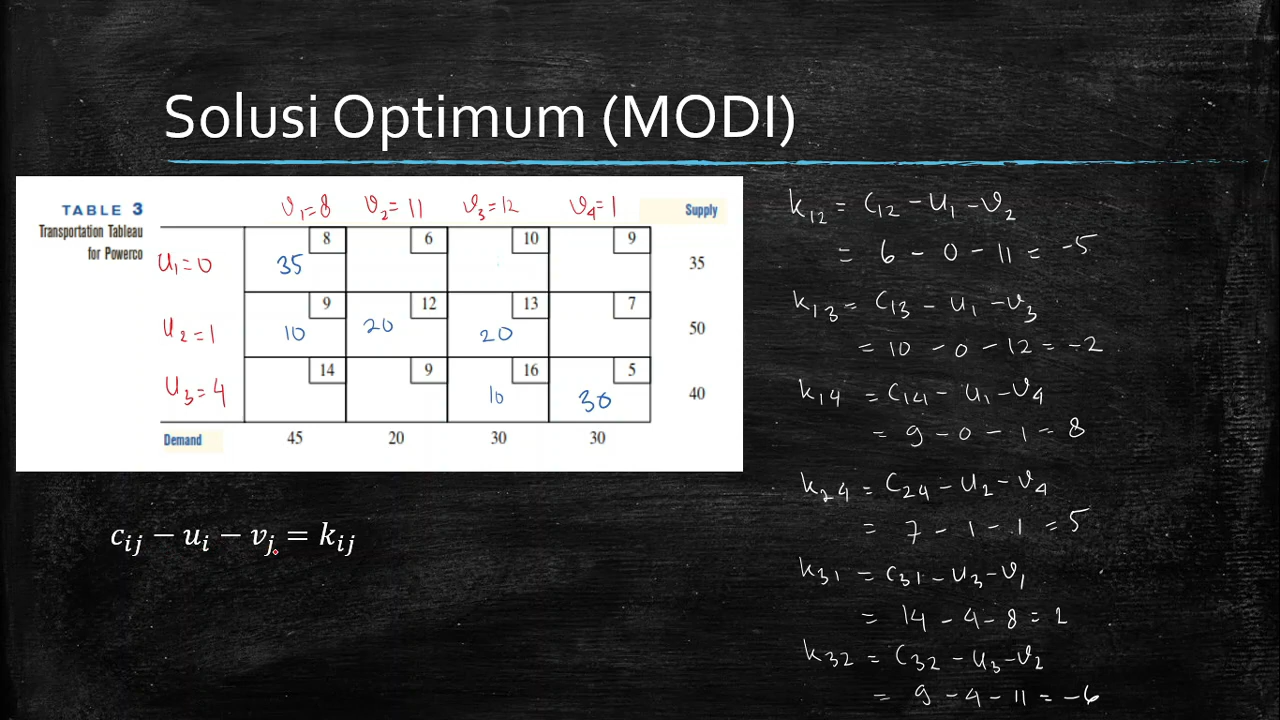 Solusi Optimum (MODI)
TABLE 3
Transportation Tableau
for Powerco
v₁=8 v₂=11 v₃=12 v₄=1 Supply
u₁=0 35 8 6 10 9 35
u₂=1 10 9 20 12 20 13 7 50
u₃=4 14 9 10 16 30 5 40
Demand 45 20 30 30
cᵢⱼ − uᵢ − vⱼ = kᵢⱼ
k₁₂ = c₁₂ − u₁ − v₂
= 6 − 0 − 11 = −5
k₁₃ = c₁₃ − u₁ − v₃
= 10 − 0 − 12 = −2
k₁₄ = c₁₄ − u₁ − v₄
= 9 − 0 − 1 = 8
k₂₄ = c₂₄ − u₂ − v₄
= 7 − 1 − 1 = 5
k₃₁ = c₃₁ − u₃ − v₁
= 14 − 4 − 8 = 2
k₃₂ = c₃₂ − u₃ − v₂
= 9 − 4 − 11 = −6